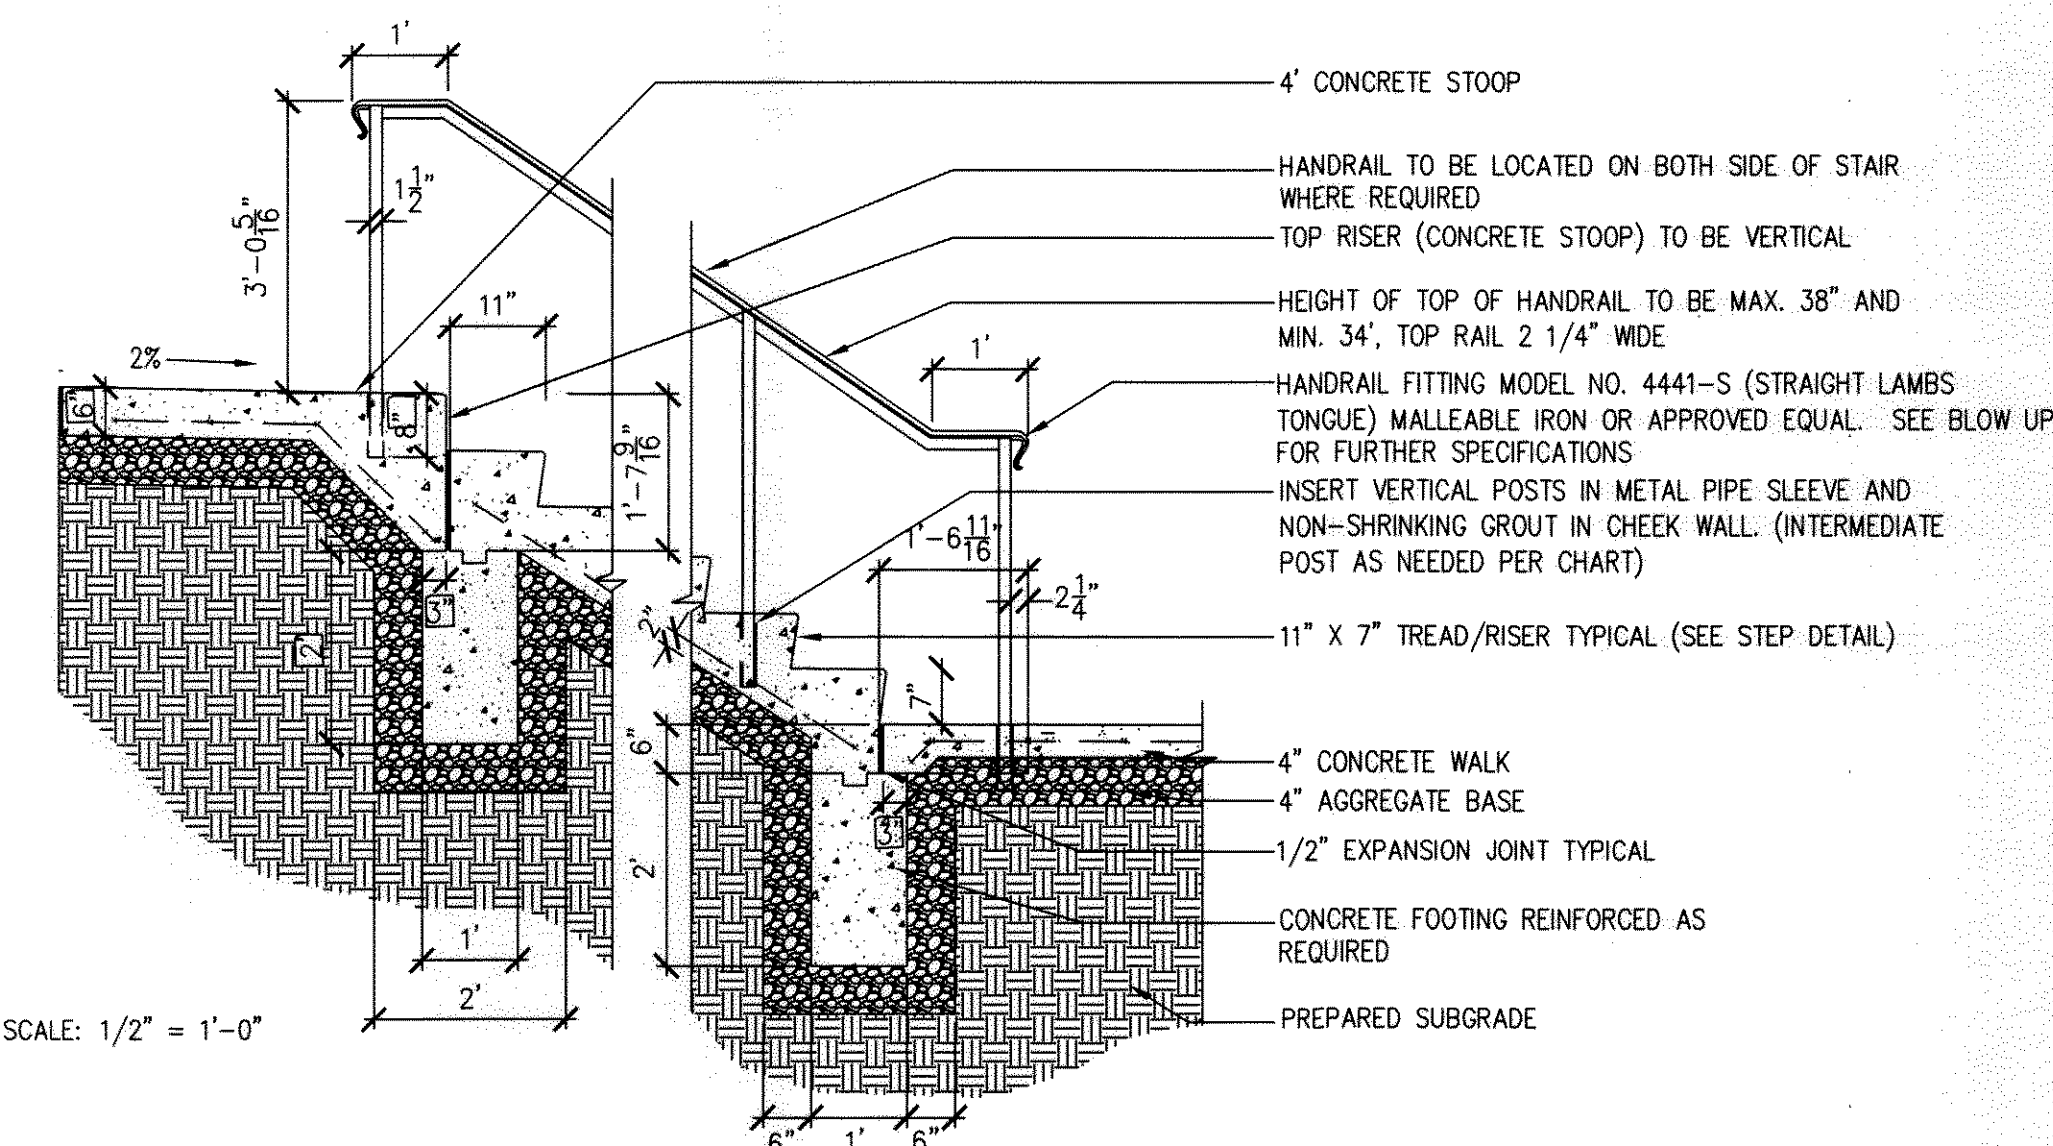 1'
4' CONCRETE STOOP
HANDRAIL TO BE LOCATED ON BOTH SIDE OF STAIR
WHERE REQUIRED
TOP RISER (CONCRETE STOOP) TO BE VERTICAL
HEIGHT OF TOP OF HANDRAIL TO BE MAX. 38" AND
MIN. 34', TOP RAIL 2 1/4" WIDE
HANDRAIL FITTING MODEL NO. 4441-S (STRAIGHT LAMBS
TONGUE) MALLEABLE IRON OR APPROVED EQUAL. SEE BLOW UP
FOR FURTHER SPECIFICATIONS
INSERT VERTICAL POSTS IN METAL PIPE SLEEVE AND
NON-SHRINKING GROUT IN CHEEK WALL. (INTERMEDIATE
POST AS NEEDED PER CHART)
11" X 7" TREAD/RISER TYPICAL (SEE STEP DETAIL)
4" CONCRETE WALK
4" AGGREGATE BASE
1/2" EXPANSION JOINT TYPICAL
CONCRETE FOOTING REINFORCED AS
REQUIRED
PREPARED SUBGRADE
3'-0 5/16"
1 1/2"
11"
2%
6"
8"
1'-7 9/16"
3"
2'
1'
2'
1'
1'-6 11/16"
2 1/4"
2"
7"
6"
2'
3"
6"
1'
6"
SCALE: 1/2" = 1'-0"